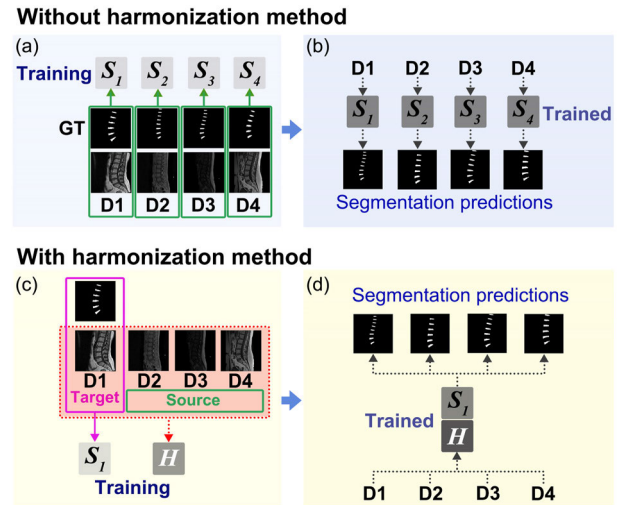 Without harmonization method
(a)
Training S1 S2 S3 S4
GT
D1 D2 D3 D4
(b)
D1 D2 D3 D4
S1 S2 S3 S4 Trained
Segmentation predictions
With harmonization method
(c)
D1 D2 D3 D4
Target Source
S1 H
Training
(d)
Segmentation predictions
S1
Trained
H
D1 D2 D3 D4